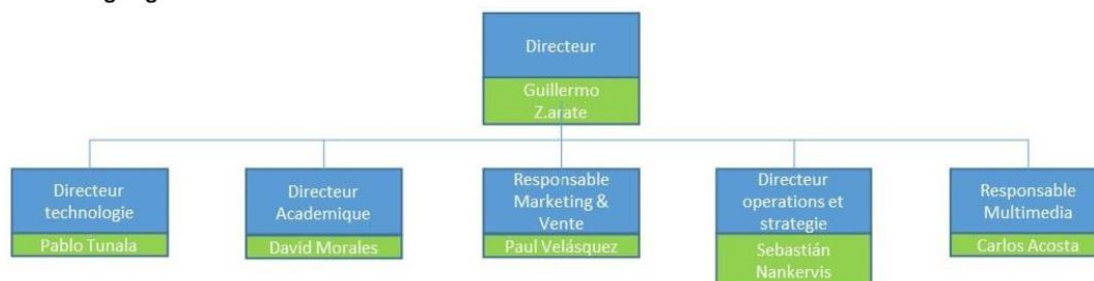 Directeur
Guillermo
Z.arate
Directeur
technologie
Pablo Tunala
Directeur
Academique
David Morales
Responsable
Marketing &
Vente
Paul Velásquez
Directeur
operations et
strategie
Sebastián
Nankervis
Responsable
Multimedia
Carlos Acosta